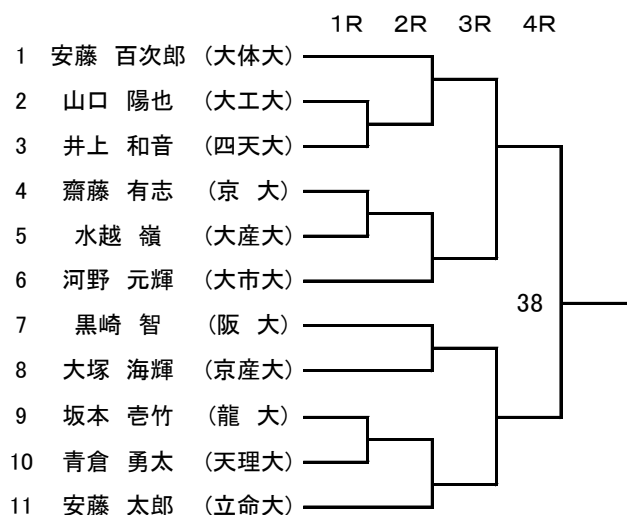 1R 2R 3R 4R
1 安藤 百次郎 (大体大)
2 山口 陽也 (大工大)
3 井上 和音 (四天大)
4 齋藤 有志 (京 大)
5 水越 嶺 (大産大)
6 河野 元輝 (大市大)
38
7 黒崎 智 (阪 大)
8 大塚 海輝 (京産大)
9 坂本 壱竹 (龍 大)
10 青倉 勇太 (天理大)
11 安藤 太郎 (立命大)